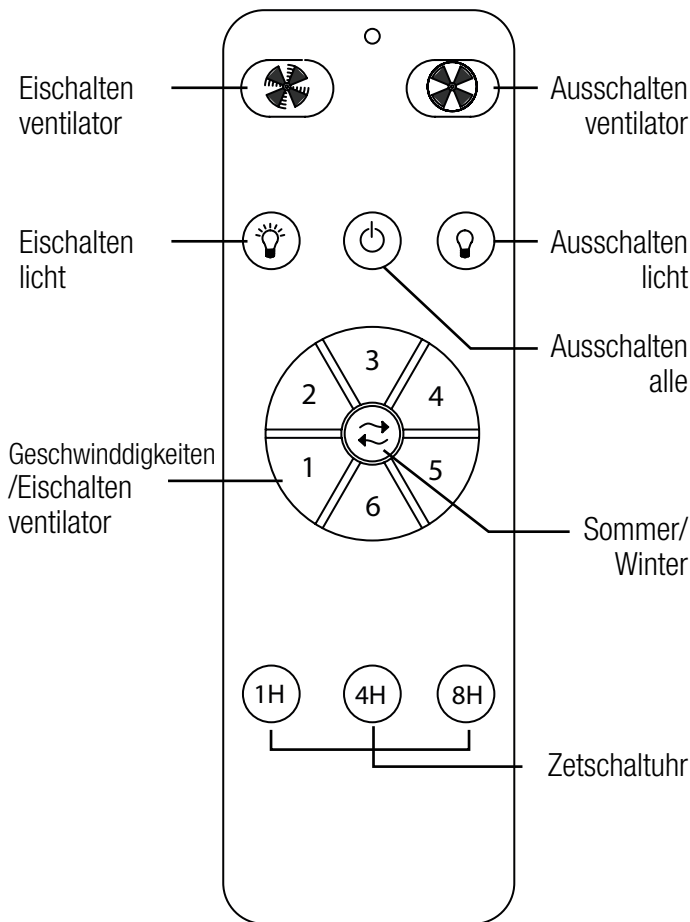 Eischalten
ventilator
Ausschalten
ventilator
Eischalten
licht
Ausschalten
licht
Ausschalten
alle
3
2
4
1
5
6
Geschwinddigkeiten
/Eischalten
ventilator
Sommer/
Winter
1H 4H 8H
Zetschaltuhr